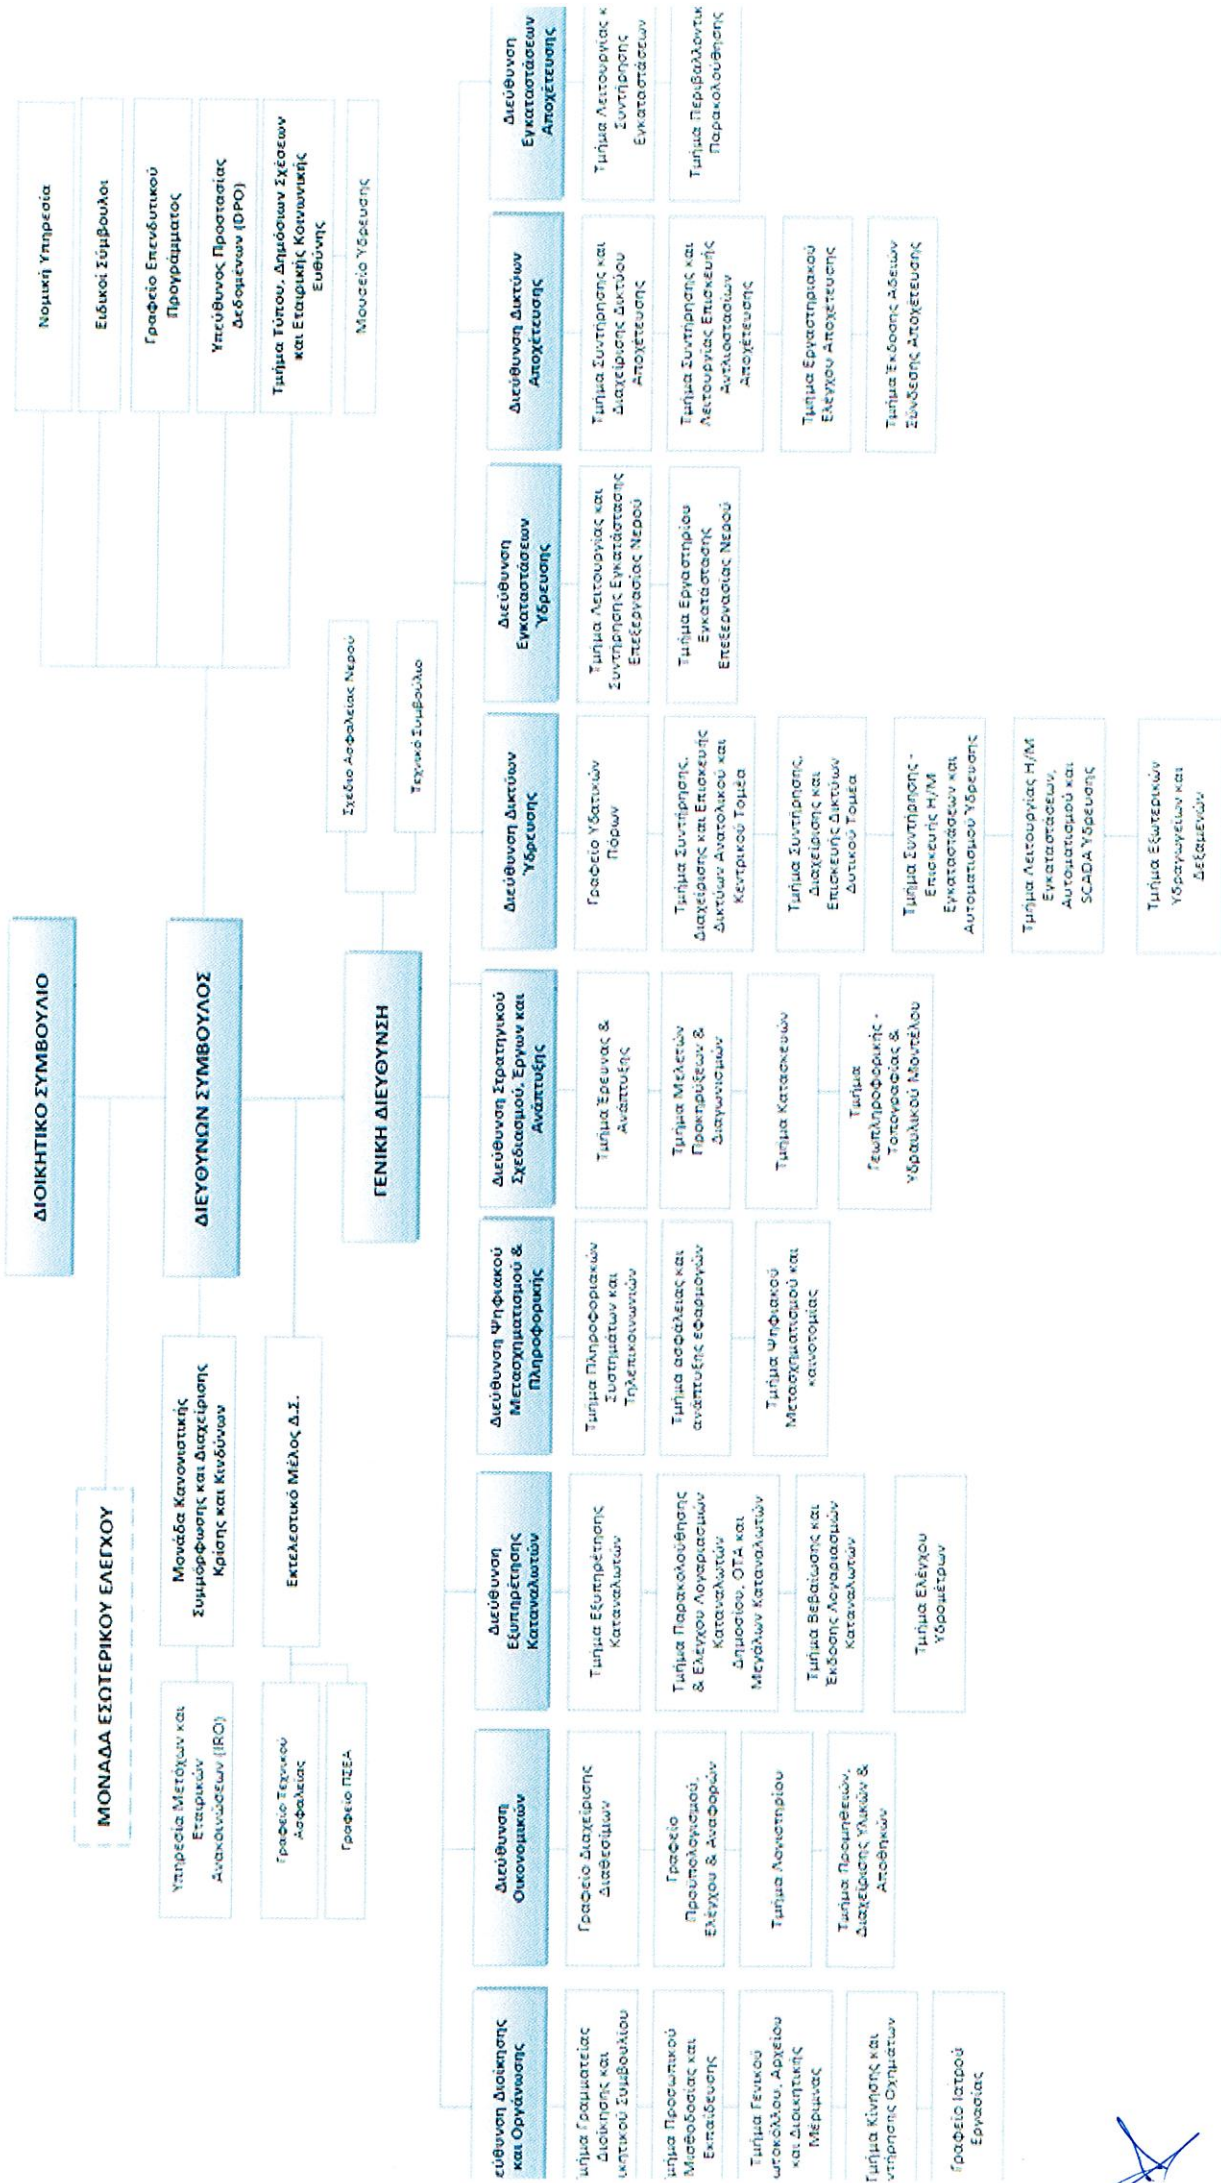 ΔΙΟΙΚΗΤΙΚΟ ΣΥΜΒΟΥΛΙΟ
ΜΟΝΑΔΑ ΕΣΩΤΕΡΙΚΟΥ ΕΛΕΓΧΟΥ
ΔΙΕΥΘΥΝΩΝ ΣΥΜΒΟΥΛΟΣ
Νομική Υπηρεσία
Ειδικοί Σύμβουλοι
Γραφείο Επενδυτικού
Προγράμματος
Υπεύθυνος Προστασίας
Δεδομένων (DPO)
Τμήμα Τύπου, Δημόσιων Σχέσεων
και Εταιρικής Κοινωνικής
Ευθύνης
Μουσείο Ύδρευσης
Μονάδα Κανονιστικής
Συμμόρφωσης και Διαχείρισης
Κρίσης και Κινδύνων
Υπηρεσία Μετόχων και
Εταιρικών
Ανακοινώσεων (IRO)
Εκτελεστικό Μέλος Δ.Σ.
Γραφείο Τεχνικού
Ασφαλείας
Γραφείο ΠΣΕΑ
ΓΕΝΙΚΗ ΔΙΕΥΘΥΝΣΗ
Σχέδιο Ασφαλείας Νερού
Τεχνικό Συμβούλιο
εύθυνση Διοίκησης
και Οργάνωσης
μήμα Γραμματείας
Διοίκησης και
ικητικού Συμβουλίου
μήμα Προσωπικού
Μισθοδοσίας και
Εκπαίδευσης
Τμήμα Γενικού
ωτοκόλλου, Αρχείου
και Διοικητικής
Μέριμνας
Τμήμα Κίνησης και
ντήρησης Οχημάτων
Γραφείο Ιατρού
Εργασίας
Διεύθυνση
Οικονομικών
Γραφείο Διαχείρισης
Διαθεσίμων
Γραφείο
Προϋπολογισμού,
Ελέγχου & Αναφορών
Τμήμα Λογιστηρίου
Τμήμα Προμηθειών,
Διαχείρισης Υλικών &
Αποθηκών
Διεύθυνση
Εξυπηρέτησης
Καταναλωτών
Τμήμα Εξυπηρέτησης
Καταναλωτών
Τμήμα Παρακολούθησης
& Ελέγχου Λογαριασμών
Καταναλωτών
Δημοσίου, ΟΤΑ και
Μεγάλων Καταναλωτών
Τμήμα Βεβαίωσης και
Έκδοσης Λογαριασμών
Καταναλωτών
Τμήμα Ελέγχου
Υδρομέτρων
Διεύθυνση Ψηφιακού
Μετασχηματισμού &
Πληροφορικής
Τμήμα Πληροφοριακών
Συστημάτων και
Τηλεπικοινωνιών
Τμήμα ασφάλειας και
ανάπτυξης εφαρμογών
Τμήμα Ψηφιακού
Μετασχηματισμού και
καινοτομίας
Διεύθυνση Στρατηγικού
Σχεδιασμού, Έργων και
Ανάπτυξης
Τμήμα Έρευνας &
Ανάπτυξης
Τμήμα Μελετών
Προκηρύξεων &
Διαγωνισμών
Τμήμα Κατασκευών
Τμήμα
Γεωπληροφορικής -
Τοπογραφίας &
Υδραυλικού Μοντέλου
Διεύθυνση Δικτύων
Ύδρευσης
Γραφείο Υδατικών
Πόρων
Τμήμα Συντήρησης,
Διαχείρισης και Επισκευής
Δικτύων Ανατολικού και
Κεντρικού Τομέα
Τμήμα Συντήρησης,
Διαχείρισης και
Επισκευής Δικτύων
Δυτικού Τομέα
Τμήμα Συντήρησης -
Επισκευής Η/Μ
Εγκαταστάσεων και
Αυτοματισμού Ύδρευσης
Τμήμα Λειτουργίας Η/Μ
Εγκαταστάσεων,
Αυτοματισμού και
SCADA Ύδρευσης
Τμήμα Εξωτερικών
Υδραγωγείων και
Δεξαμενών
Διεύθυνση
Εγκαταστάσεων
Ύδρευσης
Τμήμα Λειτουργίας και
Συντήρησης Εγκατάστασης
Επεξεργασίας Νερού
Τμήμα Εργαστηρίου
Εγκατάστασης
Επεξεργασίας Νερού
Διεύθυνση Δικτύων
Αποχέτευσης
Τμήμα Συντήρησης και
Διαχείρισης Δικτύου
Αποχέτευσης
Τμήμα Συντήρησης και
Λειτουργίας Επισκευής
Αντλιοστασίων
Αποχέτευσης
Τμήμα Εργαστηριακού
Ελέγχου Αποχέτευσης
Τμήμα Έκδοσης Αδειών
Σύνδεσης Αποχέτευσης
Διεύθυνση
Εγκαταστάσεων
Αποχέτευσης
Τμήμα Λειτουργίας κ
Συντήρησης
Εγκαταστάσεων
Τμήμα Περιβαλλοντικ
Παρακολούθησης